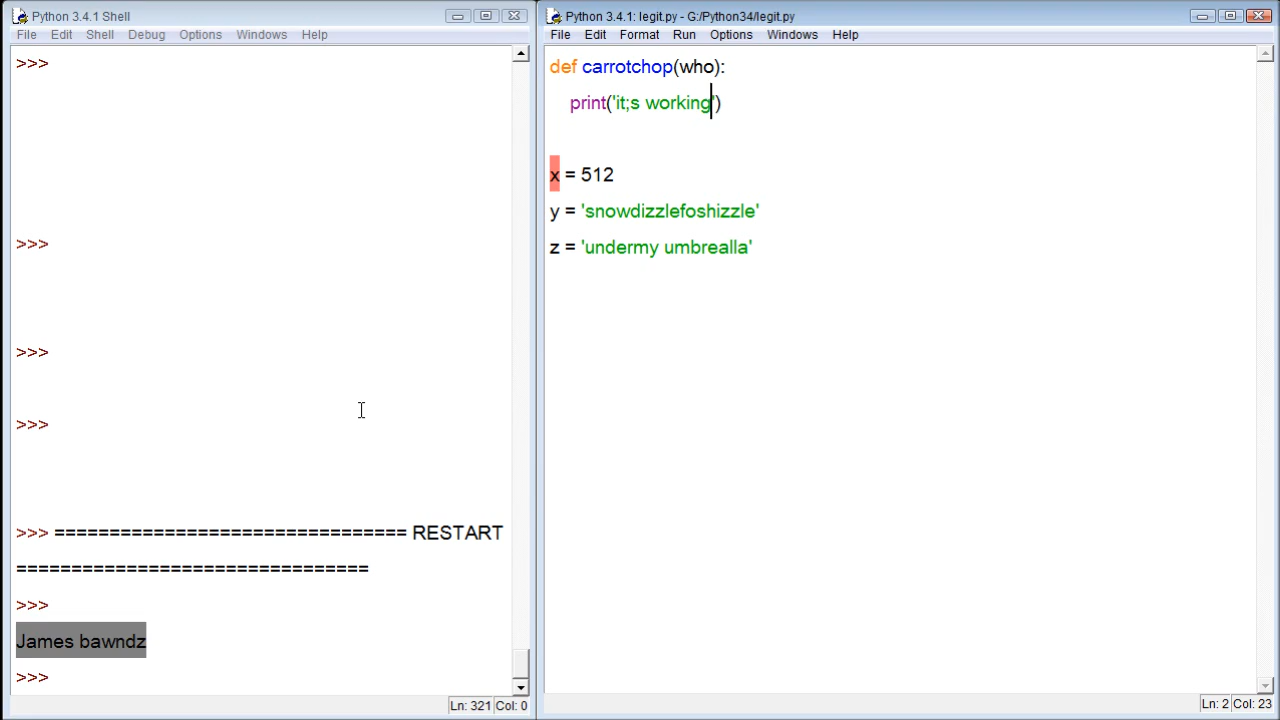 Python 3.4.1 Shell
File Edit Shell Debug Options Windows Help
>>>
>>>
>>>
>>>
>>> ================================ RESTART
================================
>>>
James bawndz
>>>
Ln: 321 Col: 0
Python 3.4.1: legit.py - G:/Python34/legit.py
File Edit Format Run Options Windows Help
def carrotchop(who):
print('it;s working')
x = 512
y = 'snowdizzlefoshizzle'
z = 'undermy umbrealla'
Ln: 2 Col: 23